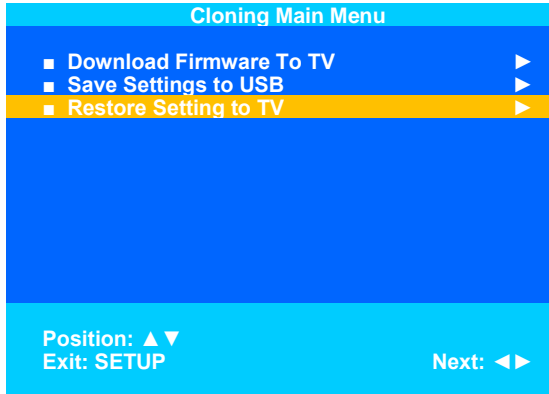 Cloning Main Menu
■ Download Firmware To TV ►
■ Save Settings to USB ►
■ Restore Setting to TV ►
Position: ▲▼
Exit: SETUP Next: ◄►